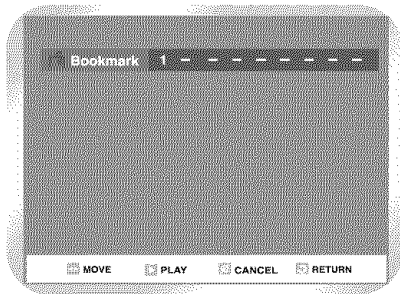 Bookmark 1 – – – – – – – –
MOVE PLAY CANCEL RETURN